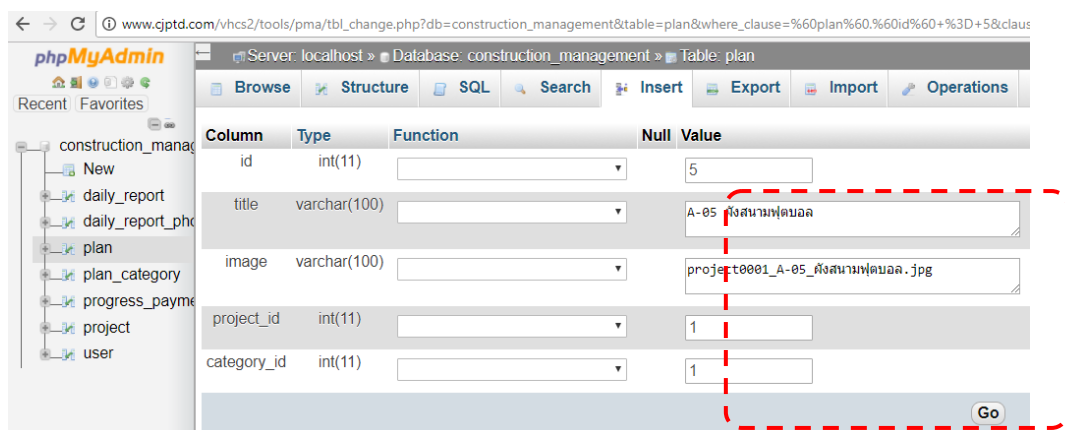 www.cjptd.com/vhcs2/tools/pma/tbl_change.php?db=construction_management&table=plan&where_clause=%60plan%60.%60id%60+%3D+5&claus
phpMyAdmin
Recent Favorites
construction_manag
New
daily_report
daily_report_pho
plan
plan_category
progress_payme
project
user
Server: localhost » Database: construction_management » Table: plan
Browse Structure SQL Search Insert Export Import Operations
Column Type Function Null Value
id int(11) 5
title varchar(100) A-05 ผังสนามฟุตบอล
image varchar(100) project0001_A-05_ผังสนามฟุตบอล.jpg
project_id int(11) 1
category_id int(11) 1
Go